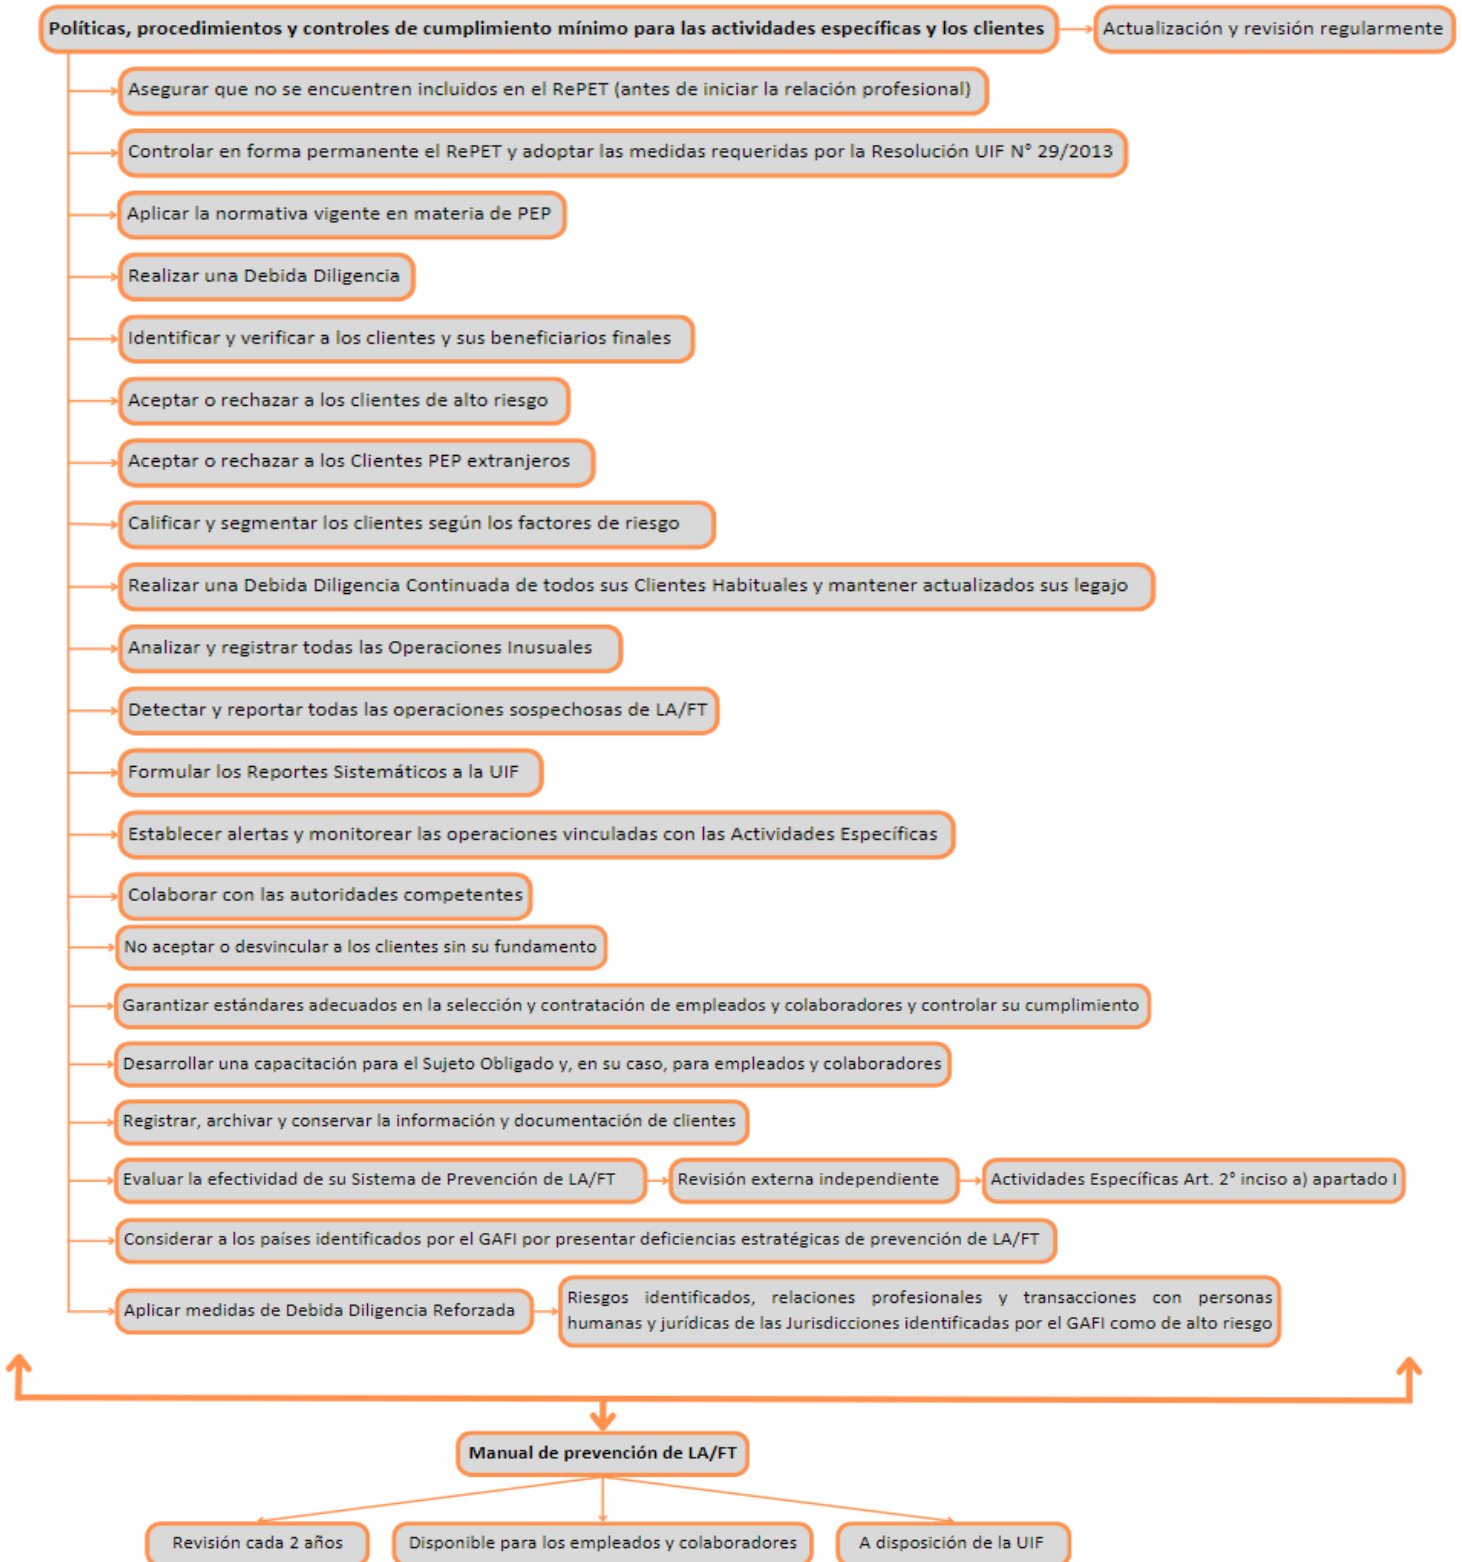 Políticas, procedimientos y controles de cumplimiento mínimo para las actividades específicas y los clientes
Actualización y revisión regularmente
Asegurar que no se encuentren incluidos en el RePET (antes de iniciar la relación profesional)
Controlar en forma permanente el RePET y adoptar las medidas requeridas por la Resolución UIF N° 29/2013
Aplicar la normativa vigente en materia de PEP
Realizar una Debida Diligencia
Identificar y verificar a los clientes y sus beneficiarios finales
Aceptar o rechazar a los clientes de alto riesgo
Aceptar o rechazar a los Clientes PEP extranjeros
Calificar y segmentar los clientes según los factores de riesgo
Realizar una Debida Diligencia Continuada de todos sus Clientes Habituales y mantener actualizados sus legajo
Analizar y registrar todas las Operaciones Inusuales
Detectar y reportar todas las operaciones sospechosas de LA/FT
Formular los Reportes Sistemáticos a la UIF
Establecer alertas y monitorear las operaciones vinculadas con las Actividades Específicas
Colaborar con las autoridades competentes
No aceptar o desvincular a los clientes sin su fundamento
Garantizar estándares adecuados en la selección y contratación de empleados y colaboradores y controlar su cumplimiento
Desarrollar una capacitación para el Sujeto Obligado y, en su caso, para empleados y colaboradores
Registrar, archivar y conservar la información y documentación de clientes
Evaluar la efectividad de su Sistema de Prevención de LA/FT
Revisión externa independiente
Actividades Específicas Art. 2° inciso a) apartado I
Considerar a los países identificados por el GAFI por presentar deficiencias estratégicas de prevención de LA/FT
Aplicar medidas de Debida Diligencia Reforzada
Riesgos identificados, relaciones profesionales y transacciones con personas
humanas y jurídicas de las Jurisdicciones identificadas por el GAFI como de alto riesgo
Manual de prevención de LA/FT
Revisión cada 2 años
Disponible para los empleados y colaboradores
A disposición de la UIF